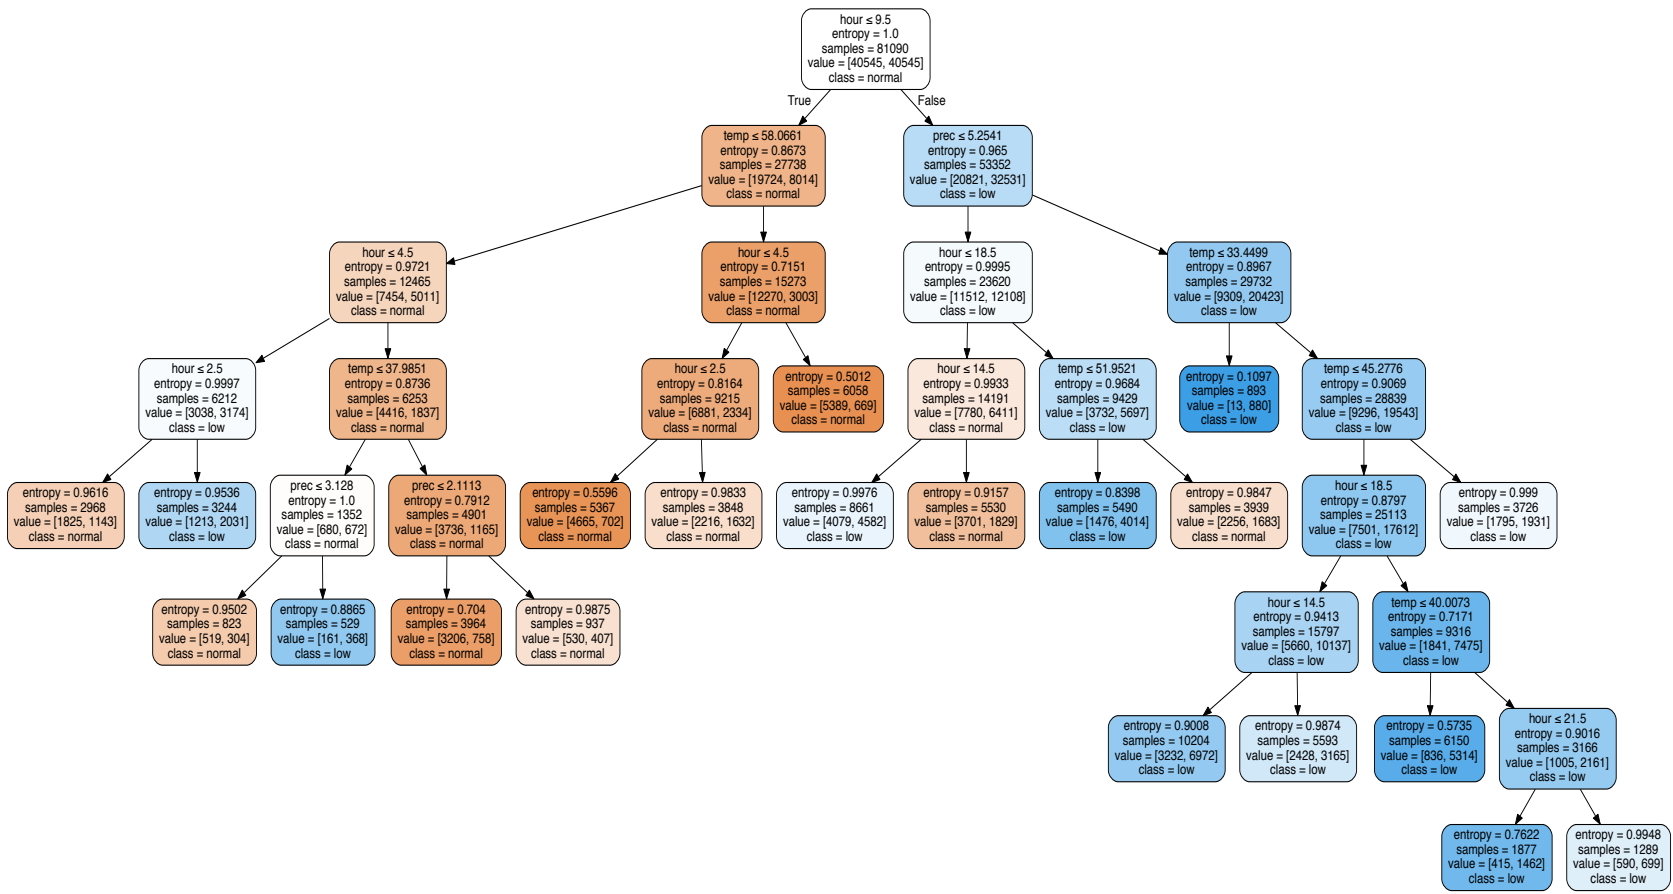 hour ≤ 9.5
entropy = 1.0
samples = 81090
value = [40545, 40545]
class = normal
True
False
temp ≤ 58.0661
entropy = 0.8673
samples = 27738
value = [19724, 8014]
class = normal
prec ≤ 5.2541
entropy = 0.965
samples = 53352
value = [20821, 32531]
class = low
hour ≤ 4.5
entropy = 0.9721
samples = 12465
value = [7454, 5011]
class = normal
hour ≤ 4.5
entropy = 0.7151
samples = 15273
value = [12270, 3003]
class = normal
hour ≤ 18.5
entropy = 0.9995
samples = 23620
value = [11512, 12108]
class = low
temp ≤ 33.4499
entropy = 0.8967
samples = 29732
value = [9309, 20423]
class = low
hour ≤ 2.5
entropy = 0.9997
samples = 6212
value = [3038, 3174]
class = low
temp ≤ 37.9851
entropy = 0.8736
samples = 6253
value = [4416, 1837]
class = normal
hour ≤ 2.5
entropy = 0.8164
samples = 9215
value = [6881, 2334]
class = normal
entropy = 0.5012
samples = 6058
value = [5389, 669]
class = normal
hour ≤ 14.5
entropy = 0.9933
samples = 14191
value = [7780, 6411]
class = normal
temp ≤ 51.9521
entropy = 0.9684
samples = 9429
value = [3732, 5697]
class = low
entropy = 0.1097
samples = 893
value = [13, 880]
class = low
temp ≤ 45.2776
entropy = 0.9069
samples = 28839
value = [9296, 19543]
class = low
entropy = 0.9616
samples = 2968
value = [1825, 1143]
class = normal
entropy = 0.9536
samples = 3244
value = [1213, 2031]
class = low
prec ≤ 3.128
entropy = 1.0
samples = 1352
value = [680, 672]
class = normal
prec ≤ 2.1113
entropy = 0.7912
samples = 4901
value = [3736, 1165]
class = normal
entropy = 0.5596
samples = 5367
value = [4665, 702]
class = normal
entropy = 0.9833
samples = 3848
value = [2216, 1632]
class = normal
entropy = 0.9976
samples = 8661
value = [4079, 4582]
class = low
entropy = 0.9157
samples = 5530
value = [3701, 1829]
class = normal
entropy = 0.8398
samples = 5490
value = [1476, 4014]
class = low
entropy = 0.9847
samples = 3939
value = [2256, 1683]
class = normal
hour ≤ 18.5
entropy = 0.8797
samples = 25113
value = [7501, 17612]
class = low
entropy = 0.999
samples = 3726
value = [1795, 1931]
class = low
entropy = 0.9502
samples = 823
value = [519, 304]
class = normal
entropy = 0.8865
samples = 529
value = [161, 368]
class = low
entropy = 0.704
samples = 3964
value = [3206, 758]
class = normal
entropy = 0.9875
samples = 937
value = [530, 407]
class = normal
hour ≤ 14.5
entropy = 0.9413
samples = 15797
value = [5660, 10137]
class = low
temp ≤ 40.0073
entropy = 0.7171
samples = 9316
value = [1841, 7475]
class = low
entropy = 0.9008
samples = 10204
value = [3232, 6972]
class = low
entropy = 0.9874
samples = 5593
value = [2428, 3165]
class = low
entropy = 0.5735
samples = 6150
value = [836, 5314]
class = low
hour ≤ 21.5
entropy = 0.9016
samples = 3166
value = [1005, 2161]
class = low
entropy = 0.7622
samples = 1877
value = [415, 1462]
class = low
entropy = 0.9948
samples = 1289
value = [590, 699]
class = low